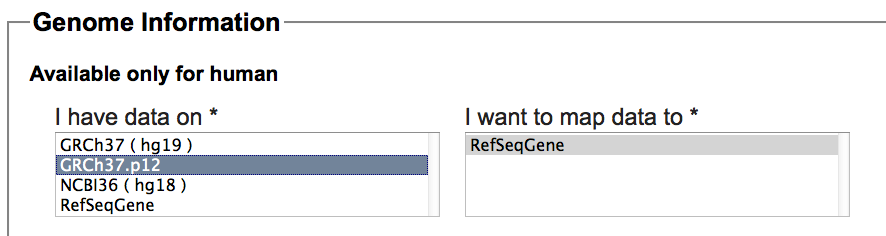 Genome Information
Available only for human
I have data on *
GRCh37 ( hg19 )
GRCh37.p12
NCBI36 ( hg18 )
RefSeqGene
I want to map data to *
RefSeqGene